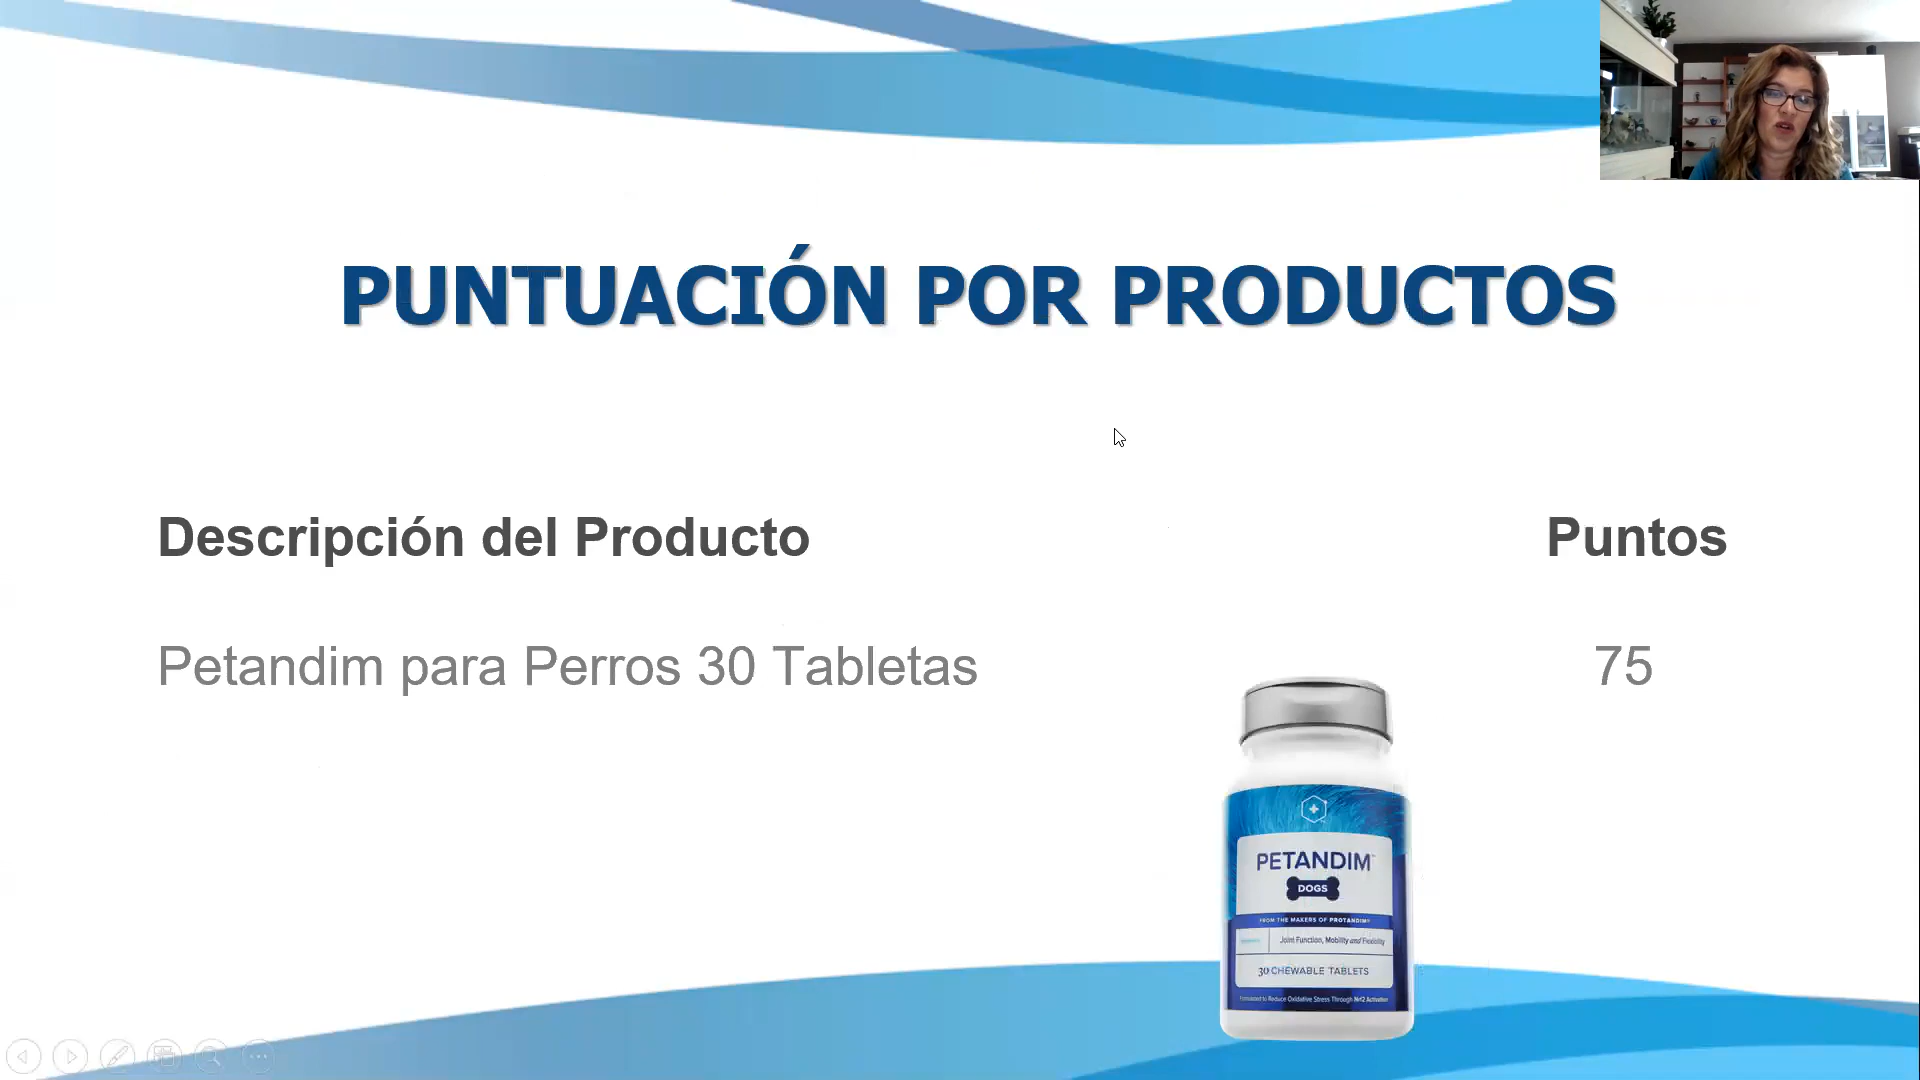 PUNTUACIÓN POR PRODUCTOS
Descripción del Producto Puntos
Petandim para Perros 30 Tabletas 75
PETANDIM™
DOGS
FROM THE MAKERS OF PROTANDIM®
Joint Function, Mobility and Flexibility
30 CHEWABLE TABLETS
Formulated to Reduce Oxidative Stress Through Nrf2 Activation